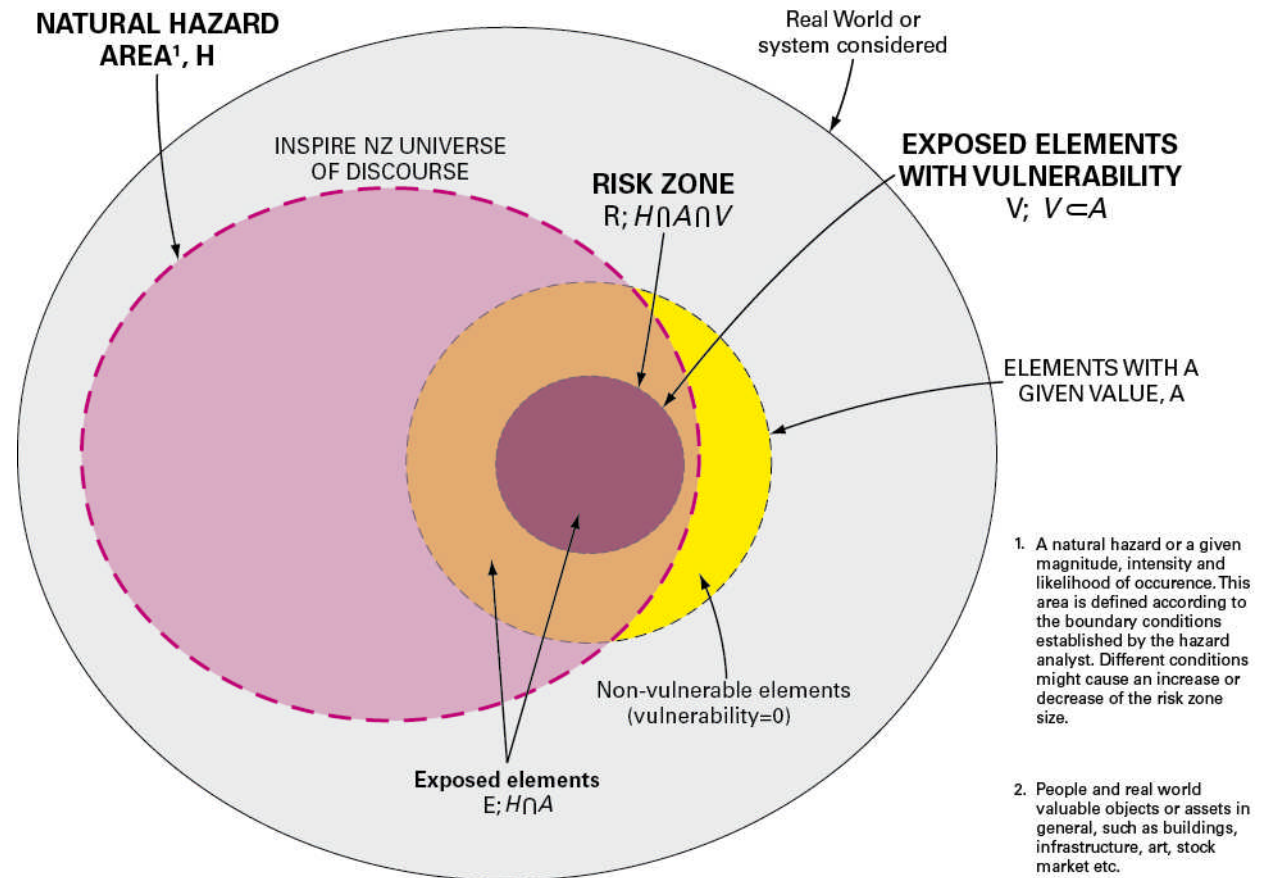 NATURAL HAZARD
AREA¹, H
Real World or
system considered
INSPIRE NZ UNIVERSE
OF DISCOURSE
RISK ZONE
R; H∩A∩V
EXPOSED ELEMENTS
WITH VULNERABILITY
V; V⊂A
ELEMENTS WITH A
GIVEN VALUE, A
Non-vulnerable elements
(vulnerability=0)
Exposed elements
E; H∩A
1. A natural hazard or a given
magnitude, intensity and
likelihood of occurence. This
area is defined according to
the boundary conditions
established by the hazard
analyst. Different conditions
might cause an increase or
decrease of the risk zone
size.
2. People and real world
valuable objects or assets in
general, such as buildings,
infrastructure, art, stock
market etc.